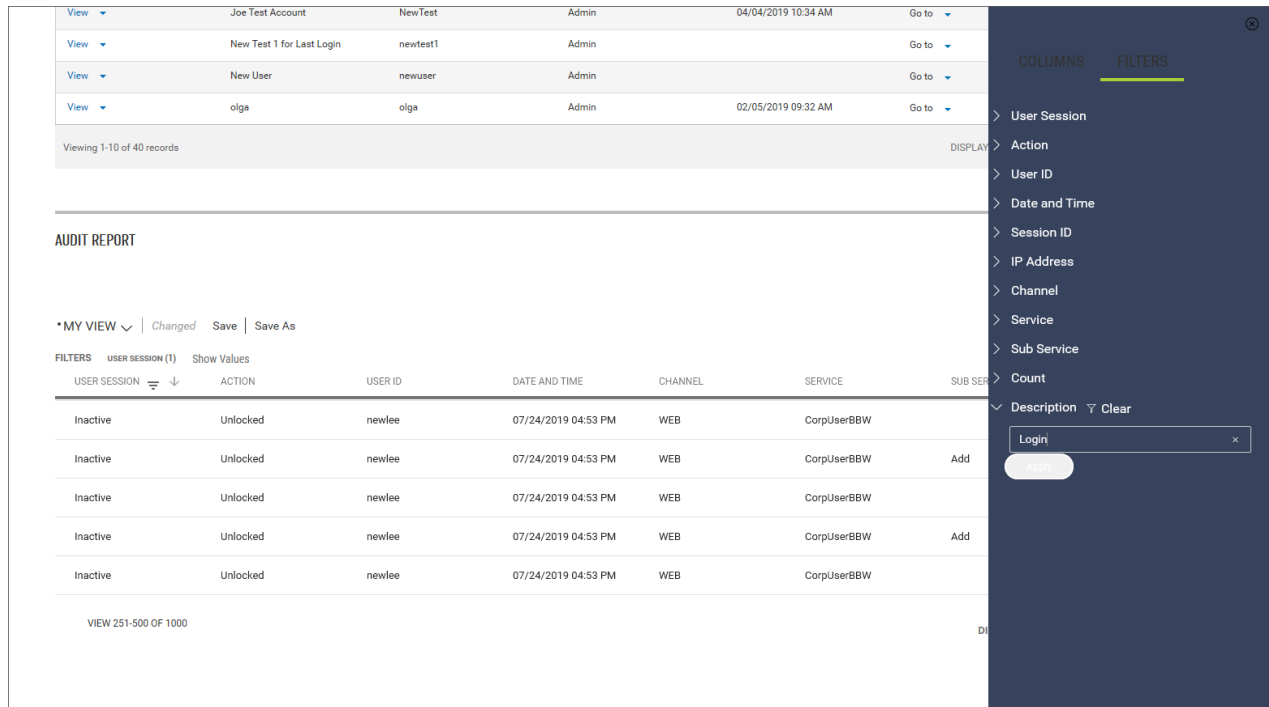 View Joe Test Account NewTest Admin 04/04/2019 10:34 AM Go to
View New Test 1 for Last Login newtest1 Admin Go to
View New User newuser Admin Go to
View olga olga Admin 02/05/2019 09:32 AM Go to
Viewing 1-10 of 40 records DISPLAY
AUDIT REPORT
• MY VIEW Changed Save Save As
FILTERS USER SESSION (1) Show Values
USER SESSION ACTION USER ID DATE AND TIME CHANNEL SERVICE SUB SER
Inactive Unlocked newlee 07/24/2019 04:53 PM WEB CorpUserBBW
Inactive Unlocked newlee 07/24/2019 04:53 PM WEB CorpUserBBW Add
Inactive Unlocked newlee 07/24/2019 04:53 PM WEB CorpUserBBW
Inactive Unlocked newlee 07/24/2019 04:53 PM WEB CorpUserBBW Add
Inactive Unlocked newlee 07/24/2019 04:53 PM WEB CorpUserBBW
VIEW 251-500 OF 1000 DI
COLUMNS FILTERS
User Session
Action
User ID
Date and Time
Session ID
IP Address
Channel
Service
Sub Service
Count
Description Clear
Login ×
Apply